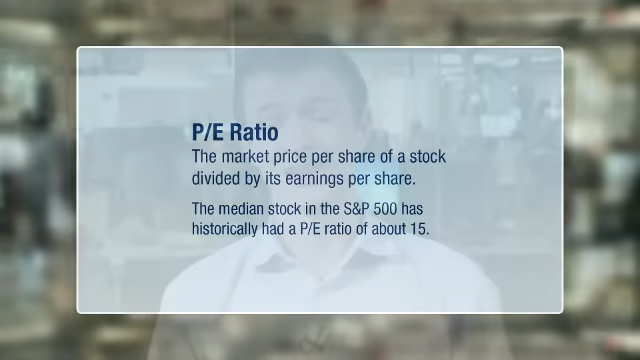 P/E Ratio
The market price per share of a stock
divided by its earnings per share.
The median stock in the S&P 500 has
historically had a P/E ratio of about 15.